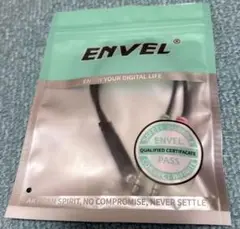 ENVEL®
YOUR DIGITAL LIFE
ENVEL
QUALIFIED CERTIFICATE
PASS
SPIRIT, NO COMPROMISE, NEVER SETTLE